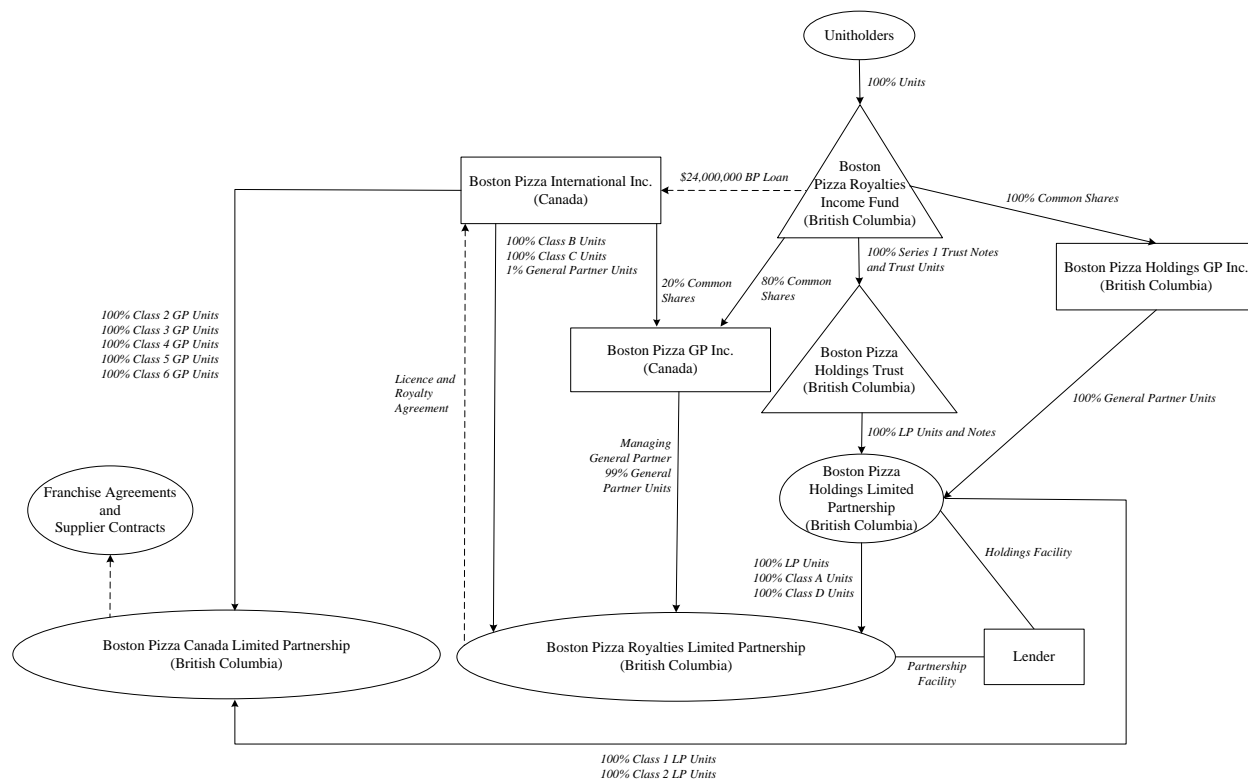 Unitholders
100% Units
Boston
Pizza Royalties
Income Fund
(British Columbia)
Boston Pizza International Inc.
(Canada)
$24,000,000 BP Loan
100% Common Shares
100% Class B Units
100% Class C Units
1% General Partner Units
100% Series 1 Trust Notes
and Trust Units
Boston Pizza Holdings GP Inc.
(British Columbia)
20% Common
Shares
80% Common
Shares
100% Class 2 GP Units
100% Class 3 GP Units
100% Class 4 GP Units
100% Class 5 GP Units
100% Class 6 GP Units
Boston Pizza GP Inc.
(Canada)
Boston Pizza
Holdings Trust
(British Columbia)
Licence and
Royalty
Agreement
100% General Partner Units
100% LP Units and Notes
Managing
General Partner
99% General
Partner Units
Boston Pizza
Holdings Limited
Partnership
(British Columbia)
Franchise Agreements
and
Supplier Contracts
Holdings Facility
100% LP Units
100% Class A Units
100% Class D Units
Boston Pizza Canada Limited Partnership
(British Columbia)
Boston Pizza Royalties Limited Partnership
(British Columbia)
Lender
Partnership
Facility
100% Class 1 LP Units
100% Class 2 LP Units